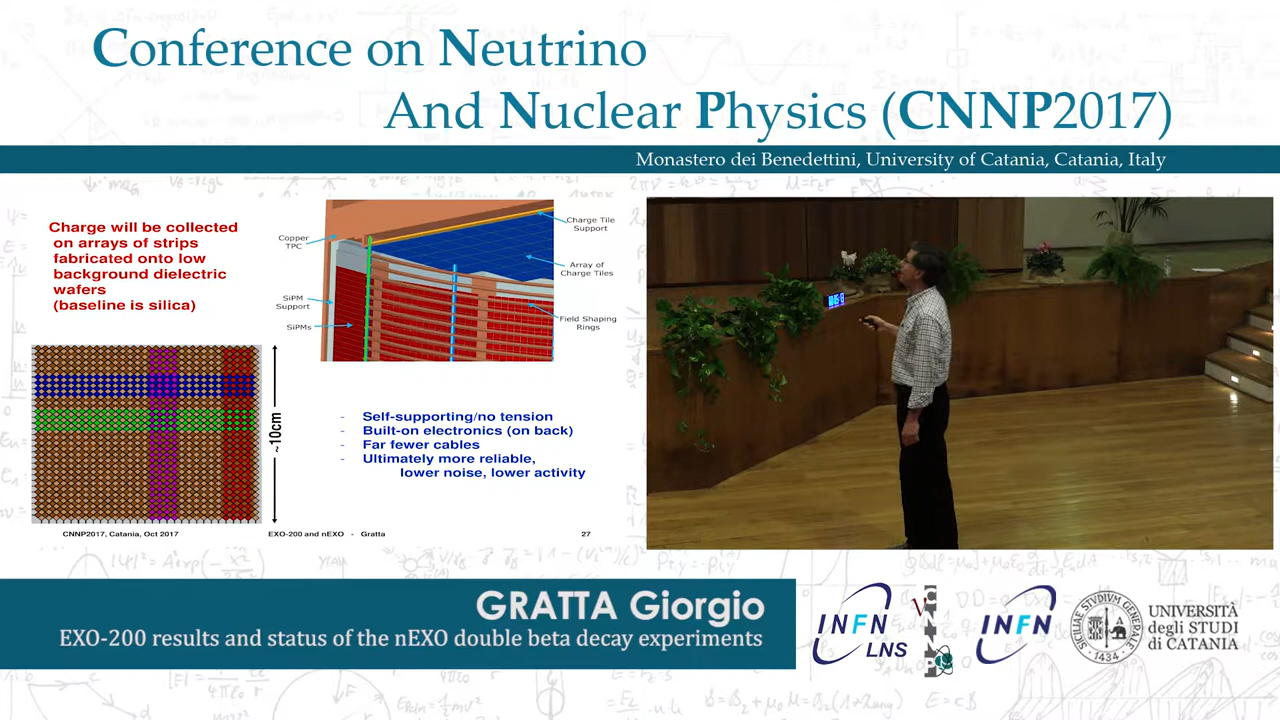 Conference on Neutrino
And Nuclear Physics (CNNP2017)
Monastero dei Benedettini, University of Catania, Catania, Italy
Charge will be collected
on arrays of strips
fabricated onto low
background dielectric
wafers
(baseline is silica)
Copper
TPC
SiPM
Support
SiPMs
Charge Tile
Support
Array of
Charge Tiles
Field Shaping
Rings
~10cm
- Self-supporting/no tension
- Built-on electronics (on back)
- Far fewer cables
- Ultimately more reliable,
lower noise, lower activity
CNNP2017, Catania, Oct 2017
EXO-200 and nEXO - Gratta
27
GRATTA Giorgio
EXO-200 results and status of the nEXO double beta decay experiments
INFN
LNS
CNNP
INFN
SICILIAE STVDIVM GENERALE
1434
UNIVERSITÀ
degli STUDI
di CATANIA